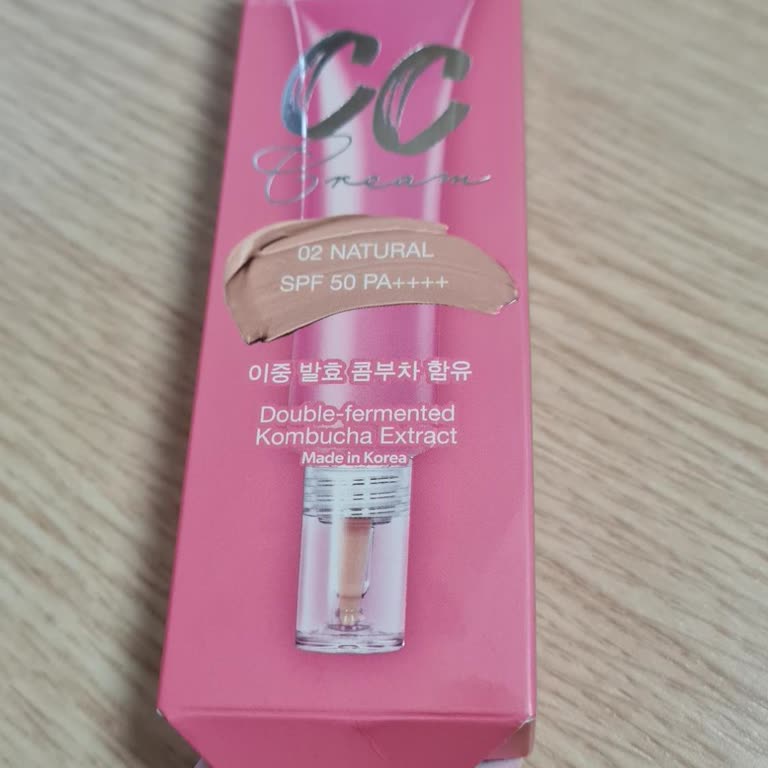 CC
Cream
02 NATURAL
SPF 50 PA++++
이중 발효 콤부차 함유
Double-fermented
Kombucha Extract
Made in Korea